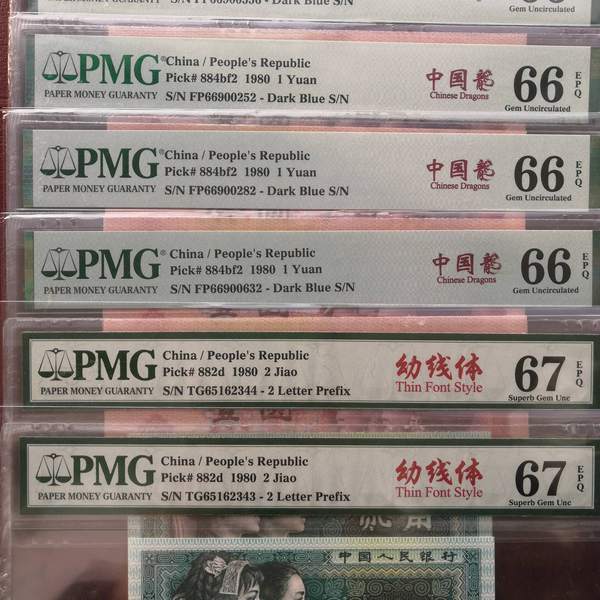 Gem Uncirculated
PMG
PAPER MONEY GUARANTY
China / People's Republic
Pick# 884bf2 1980 1 Yuan
S/N FP66900252 - Dark Blue S/N
中国龙
Chinese Dragons
66
EPQ
Gem Uncirculated
PMG
PAPER MONEY GUARANTY
China / People's Republic
Pick# 884bf2 1980 1 Yuan
S/N FP66900282 - Dark Blue S/N
中国龙
Chinese Dragons
66
EPQ
Gem Uncirculated
PMG
PAPER MONEY GUARANTY
China / People's Republic
Pick# 884bf2 1980 1 Yuan
S/N FP66900632 - Dark Blue S/N
中国龙
Chinese Dragons
66
EPQ
Gem Uncirculated
PMG
PAPER MONEY GUARANTY
China / People's Republic
Pick# 882d 1980 2 Jiao
S/N TG65162344 - 2 Letter Prefix
幼线体
Thin Font Style
67
EPQ
Superb Gem Unc
PMG
PAPER MONEY GUARANTY
China / People's Republic
Pick# 882d 1980 2 Jiao
S/N TG65162343 - 2 Letter Prefix
幼线体
Thin Font Style
67
EPQ
Superb Gem Unc
贰角
中国人民银行